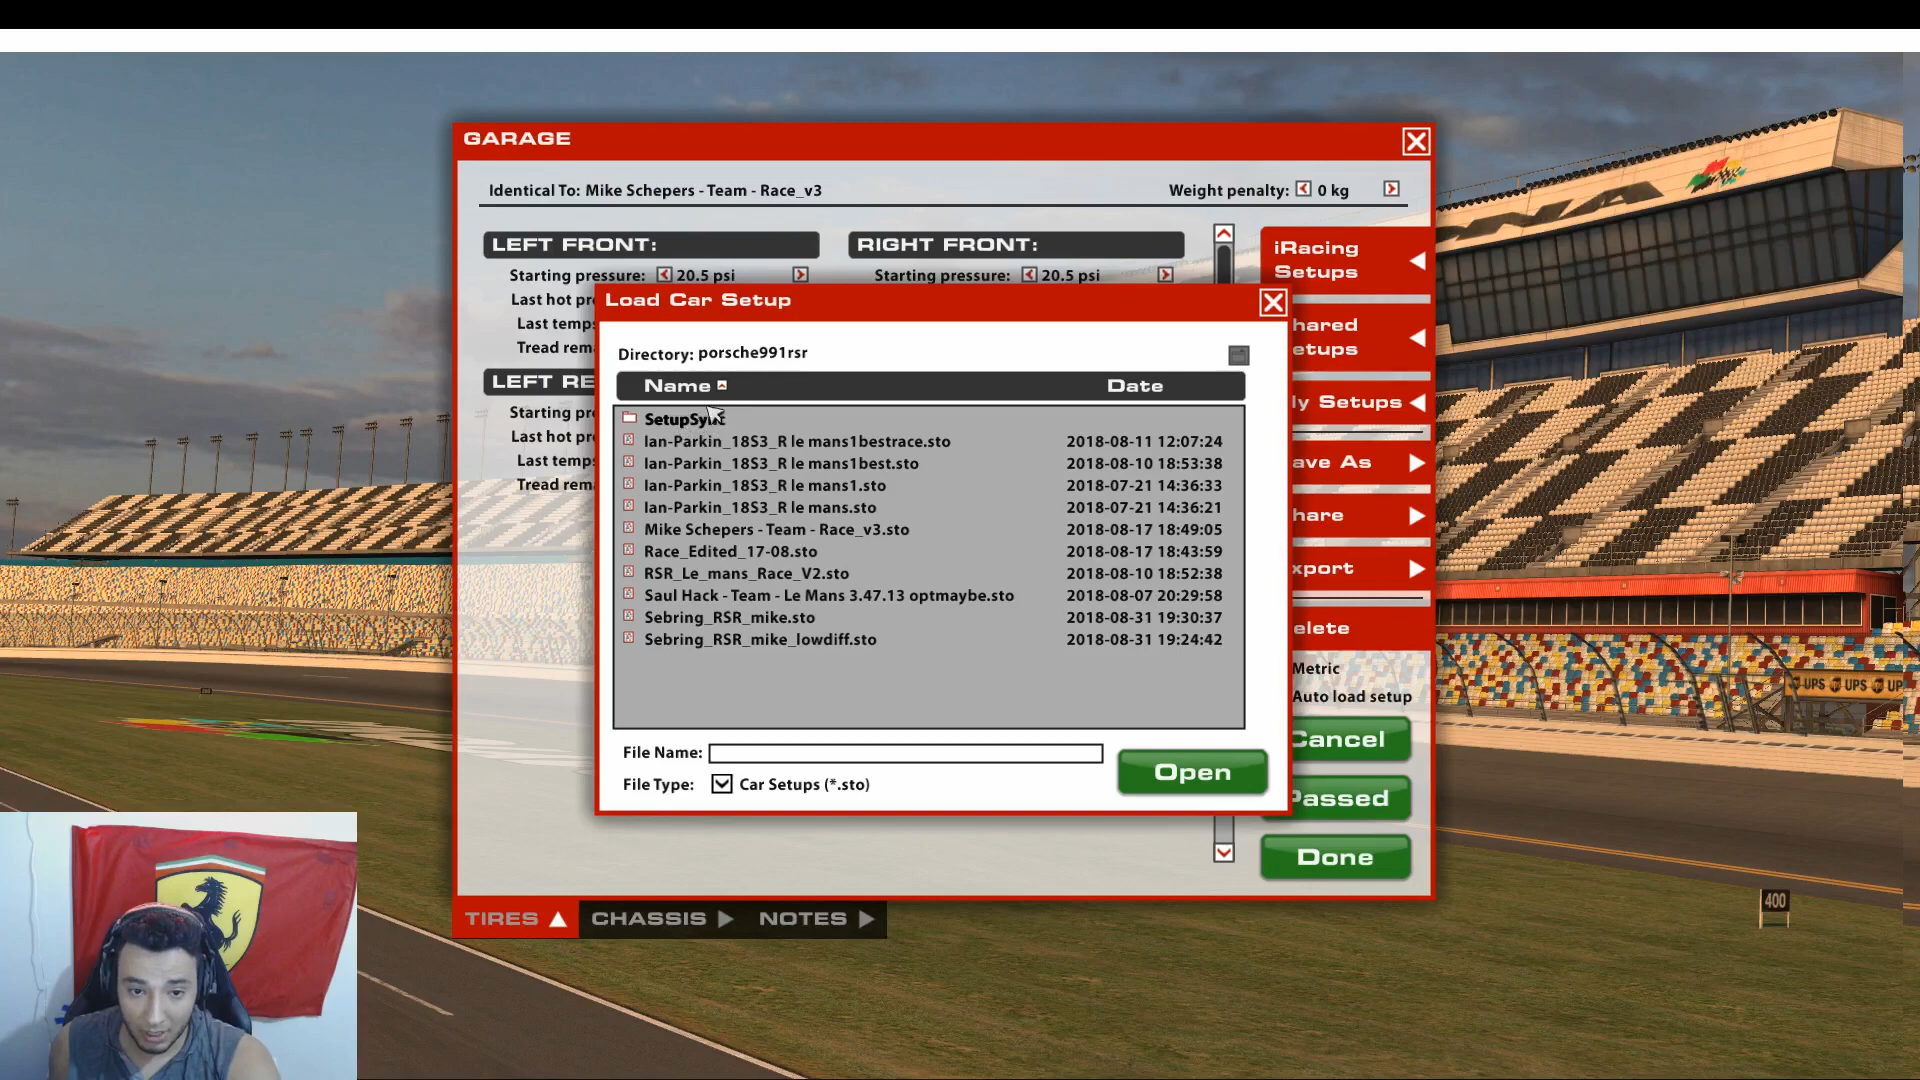 GARAGE
Identical To: Mike Schepers - Team - Race_v3
Weight penalty: 0 kg
LEFT FRONT:
RIGHT FRONT:
Starting pressure: 20.5 psi
Starting pressure: 20.5 psi
Last hot pr
Last temps
Tread rem
LEFT RE
Starting pr
Last hot pr
Last temp
Tread rem
iRacing
Setups
hared
etups
y Setups
ave As
hare
xport
elete
Metric
Auto load setup
Cancel
Passed
Done
Load Car Setup
Directory: porsche991rsr
Name Date
Ian-Parkin_18S3_R le mans1bestrace.sto 2018-08-11 12:07:24
Ian-Parkin_18S3_R le mans1best.sto 2018-08-10 18:53:38
Ian-Parkin_18S3_R le mans1.sto 2018-07-21 14:36:33
Ian-Parkin_18S3_R le mans.sto 2018-07-21 14:36:21
Mike Schepers - Team - Race_v3.sto 2018-08-17 18:49:05
Race_Edited_17-08.sto 2018-08-17 18:43:59
RSR_Le_mans_Race_V2.sto 2018-08-10 18:52:38
Saul Hack - Team - Le Mans 3.47.13 optmaybe.sto 2018-08-07 20:29:58
Sebring_RSR_mike.sto 2018-08-31 19:30:37
Sebring_RSR_mike_lowdiff.sto 2018-08-31 19:24:42
File Name:
File Type: Car Setups (*.sto)
Open
TIRES CHASSIS NOTES
UPS UPS UP
400